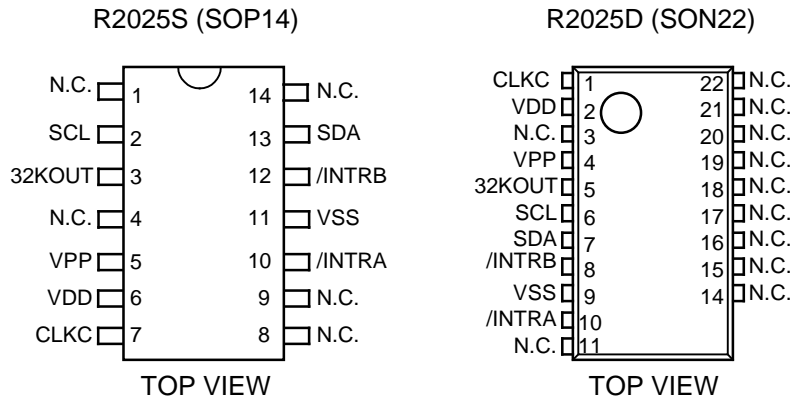 R2025S (SOP14)
N.C. 1 14 N.C.
SCL 2 13 SDA
32KOUT 3 12 /INTRB
N.C. 4 11 VSS
VPP 5 10 /INTRA
VDD 6 9 N.C.
CLKC 7 8 N.C.
TOP VIEW
R2025D (SON22)
CLKC 1 22 N.C.
VDD 2 21 N.C.
N.C. 3 20 N.C.
VPP 4 19 N.C.
32KOUT 5 18 N.C.
SCL 6 17 N.C.
SDA 7 16 N.C.
/INTRB 8 15 N.C.
VSS 9 14 N.C.
/INTRA 10
N.C. 11
TOP VIEW